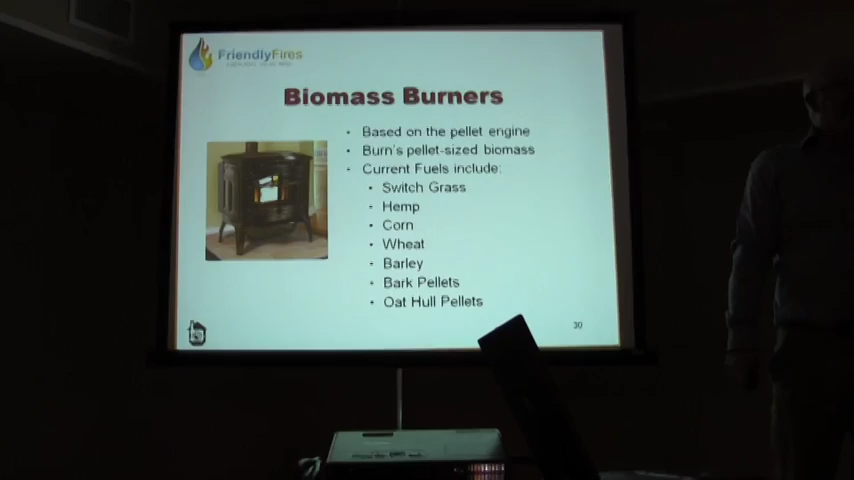 FriendlyFires
Biomass Burners
• Based on the pellet engine
• Burn's pellet-sized biomass
• Current Fuels include:
• Switch Grass
• Hemp
• Corn
• Wheat
• Barley
• Bark Pellets
• Oat Hull Pellets
30